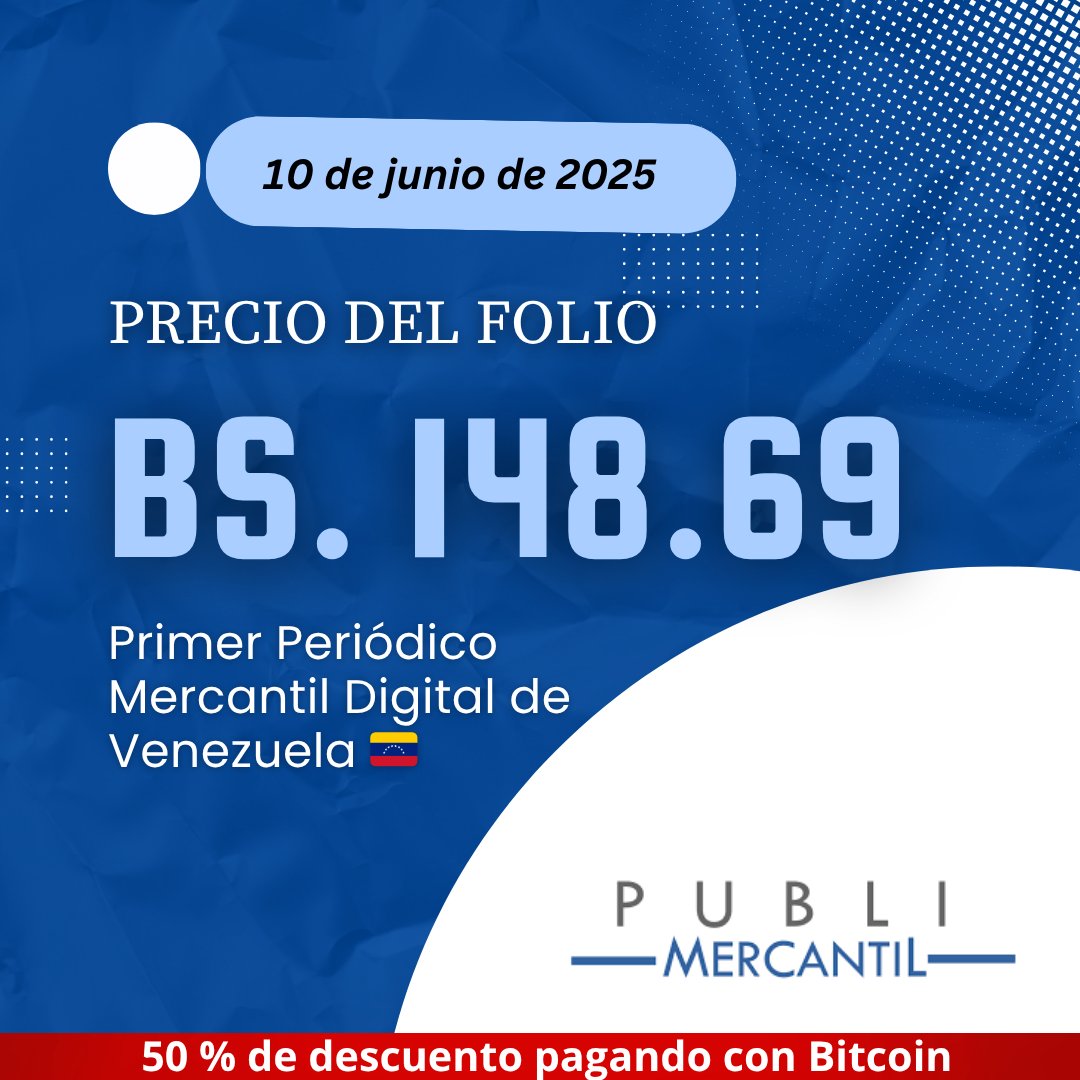 10 de junio de 2025
PRECIO DEL FOLIO
BS. 148.69
Primer Periódico
Mercantil Digital de
Venezuela
PUBLI
MERCANTIL
50 % de descuento pagando con Bitcoin